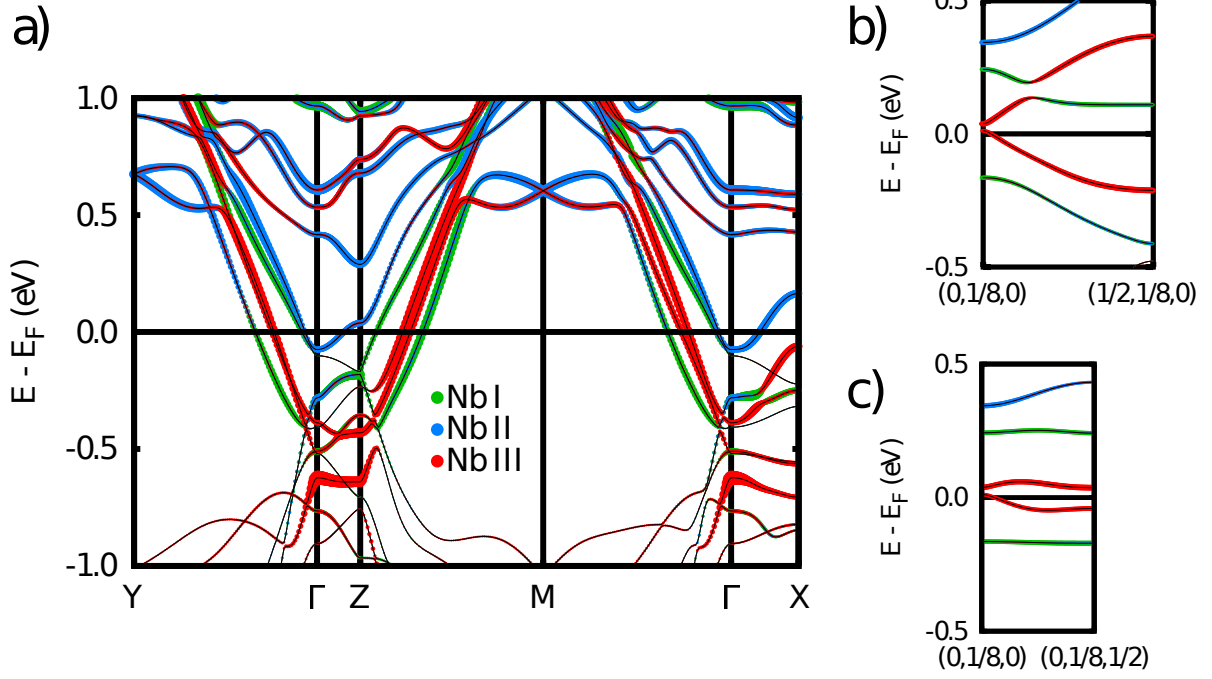 a)
E - E_F (eV)
1.0
0.5
0.0
-0.5
-1.0
Nb I
Nb II
Nb III
Y Γ Z M Γ X
b)
E - E_F (eV)
0.5
0.0
-0.5
(0,1/8,0) (1/2,1/8,0)
c)
E - E_F (eV)
0.5
0.0
-0.5
(0,1/8,0) (0,1/8,1/2)